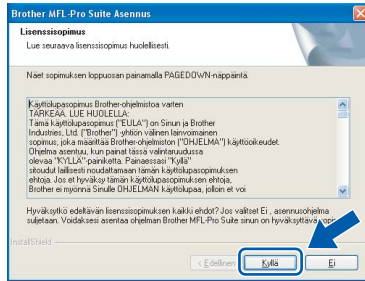 Brother MFL-Pro Suite Asennus
Lisenssisopimus
Lue seuraava lisenssisopimus huolellisesti.
Näet sopimuksen loppuosan painamalla PAGEDOWN-näppäintä.
Käyttölupasopimus Brother-ohjelmistoa varten
TÄRKEÄÄ. LUE HUOLELLA:
Tämä käyttölupasopimus ("EULA") on Sinun ja Brother
Industries, Ltd. ("Brother") -yhtiön välinen lainvoimainen
sopimus, joka määrittää Brother-ohjelmiston ("OHJELMA") käyttöoikeudet.
Ohjelma asentuu, kun painat tässä valintaruudussa
olevaa "KYLLÄ"-painiketta. Painaessasi "Kyllä"
sitoudut laillisesti noudattamaan tämän käyttölupasopimuksen
ehtoja. Jos et hyväksy tämän käyttölupasopimuksen ehtoja,
Brother ei myönnä Sinulle OHJELMAN käyttölupaa, jolloin et voi
Hyväksytkö edeltävän lisenssisopimuksen kaikki ehdot? Jos valitset Ei , asennusohjelma
suljetaan. Voidaksesi asentaa ohjelman Brother MFL-Pro Suite sinun on hyväksyttävä
InstallShield
< Edellinen
Kyllä
Ei